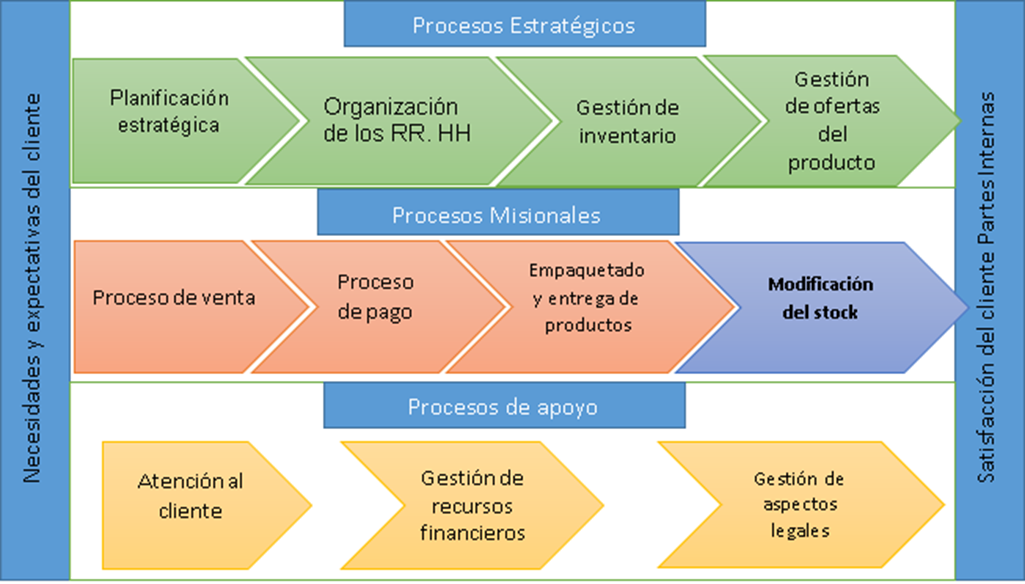 Necesidades y expectativas del cliente
Procesos Estratégicos
Planificación
estratégica
Organización
de los RR. HH
Gestión de
inventario
Gestión
de ofertas
del
producto
Procesos Misionales
Proceso de venta
Proceso
de pago
Empaquetado
y entrega de
productos
Modificación
del stock
Procesos de apoyo
Atención al
cliente
Gestión de
recursos
financieros
Gestión de
aspectos
legales
Satisfacción del cliente Partes Internas